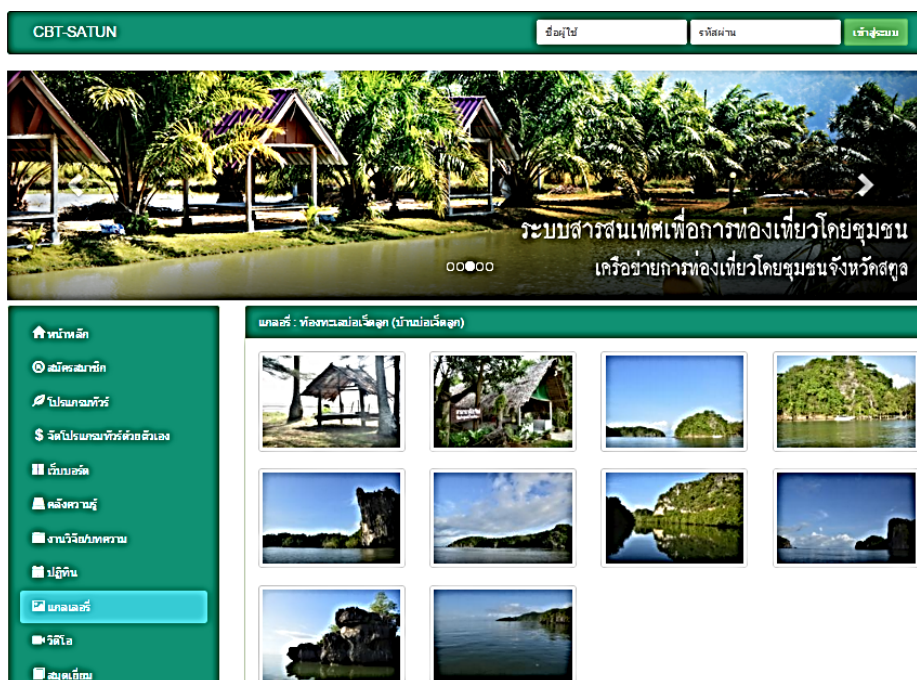 CBT-SATUN
ชื่อผู้ใช้
รหัสผ่าน
เข้าสู่ระบบ
ระบบสารสนเทศเพื่อการท่องเที่ยวโดยชุมชน
เครือข่ายการท่องเที่ยวโดยชุมชนจังหวัดสตูล
หน้าหลัก
สมัครสมาชิก
โปรแกรมทัวร์
จัดโปรแกรมทัวร์ด้วยตัวเอง
เว็บบอร์ด
คลังความรู้
งานวิจัย/บทความ
ปฏิทิน
แกลเลอรี่
วิดีโอ
สมุดเยี่ยม
แกลอรี่ : ท้องทะเลบ่อเจ็ดลูก (บ้านบ่อเจ็ดลูก)